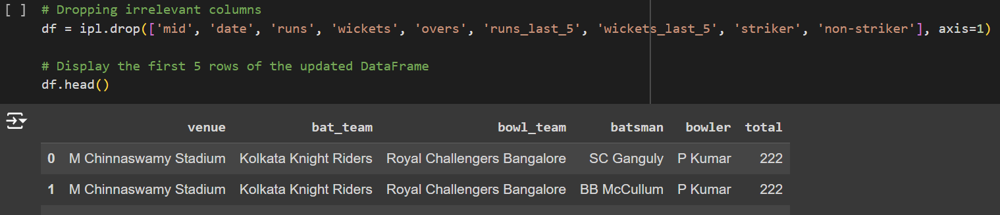 [ ] # Dropping irrelevant columns
df = ipl.drop(['mid', 'date', 'runs', 'wickets', 'overs', 'runs_last_5', 'wickets_last_5', 'striker', 'non-striker'], axis=1)
# Display the first 5 rows of the updated DataFrame
df.head()
venue bat_team bowl_team batsman bowler total
0 M Chinnaswamy Stadium Kolkata Knight Riders Royal Challengers Bangalore SC Ganguly P Kumar 222
1 M Chinnaswamy Stadium Kolkata Knight Riders Royal Challengers Bangalore BB McCullum P Kumar 222